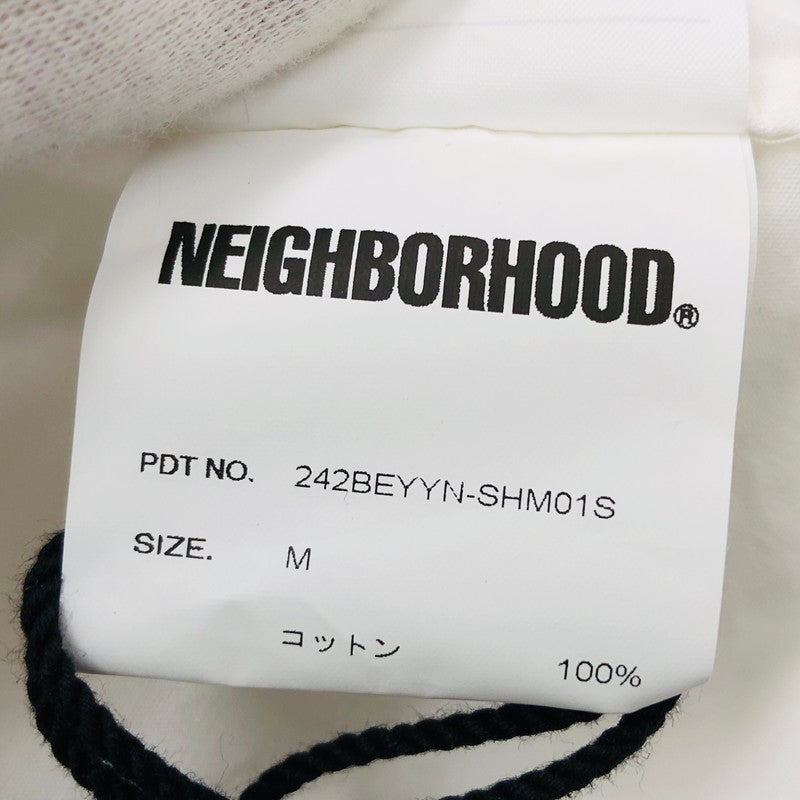 NEIGHBORHOOD®
PDT NO. 242BEYYN-SHM01S
SIZE. M
コットン 100%